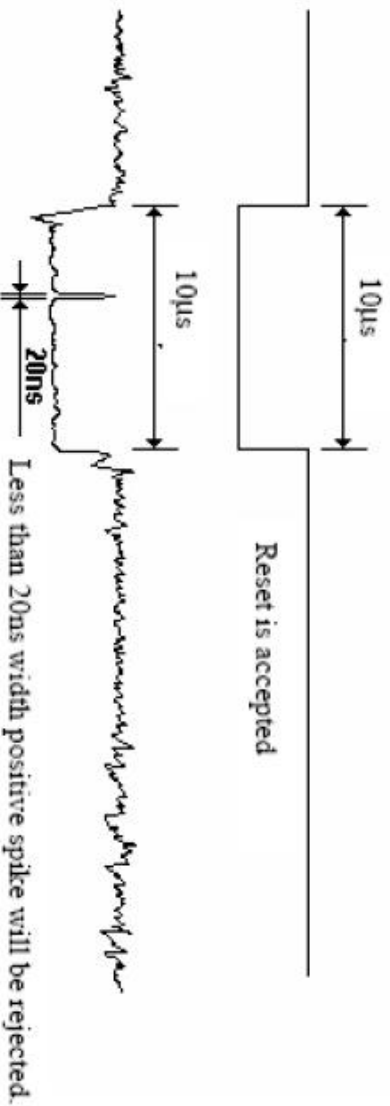 10μs
Reset is accepted
10μs
20ns
Less than 20ns width positive spike will be rejected.